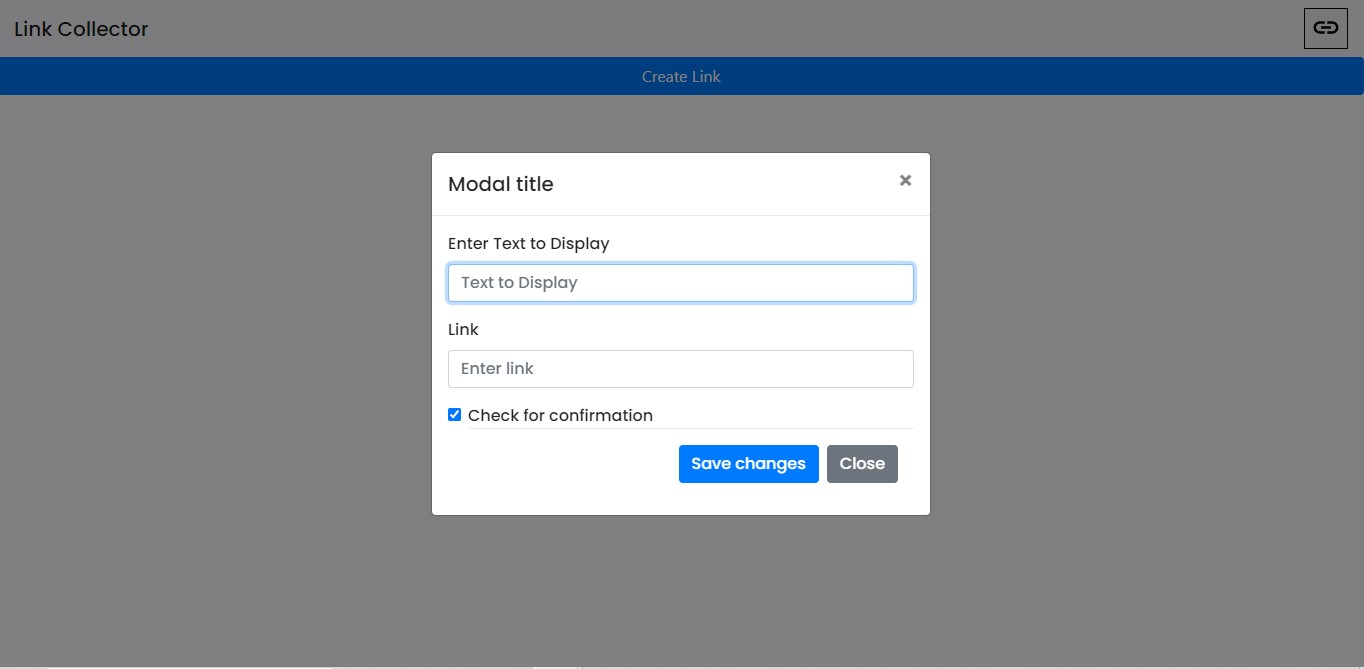 Link Collector
Create Link
Modal title
×
Enter Text to Display
Text to Display
Link
Enter link
Check for confirmation
Save changes Close